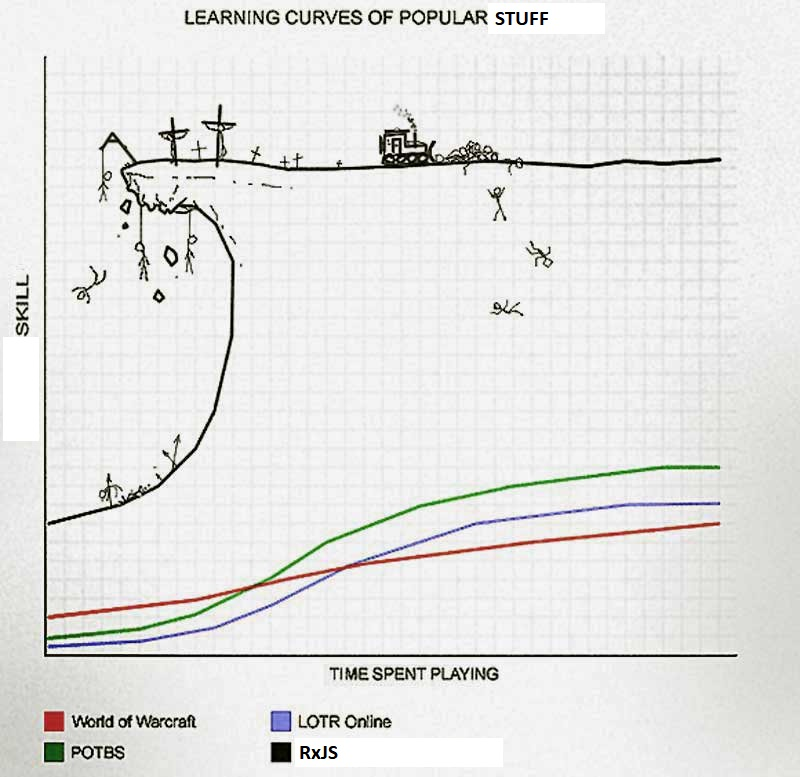 LEARNING CURVES OF POPULAR STUFF
SKILL
TIME SPENT PLAYING
World of Warcraft
LOTR Online
POTBS
RxJS